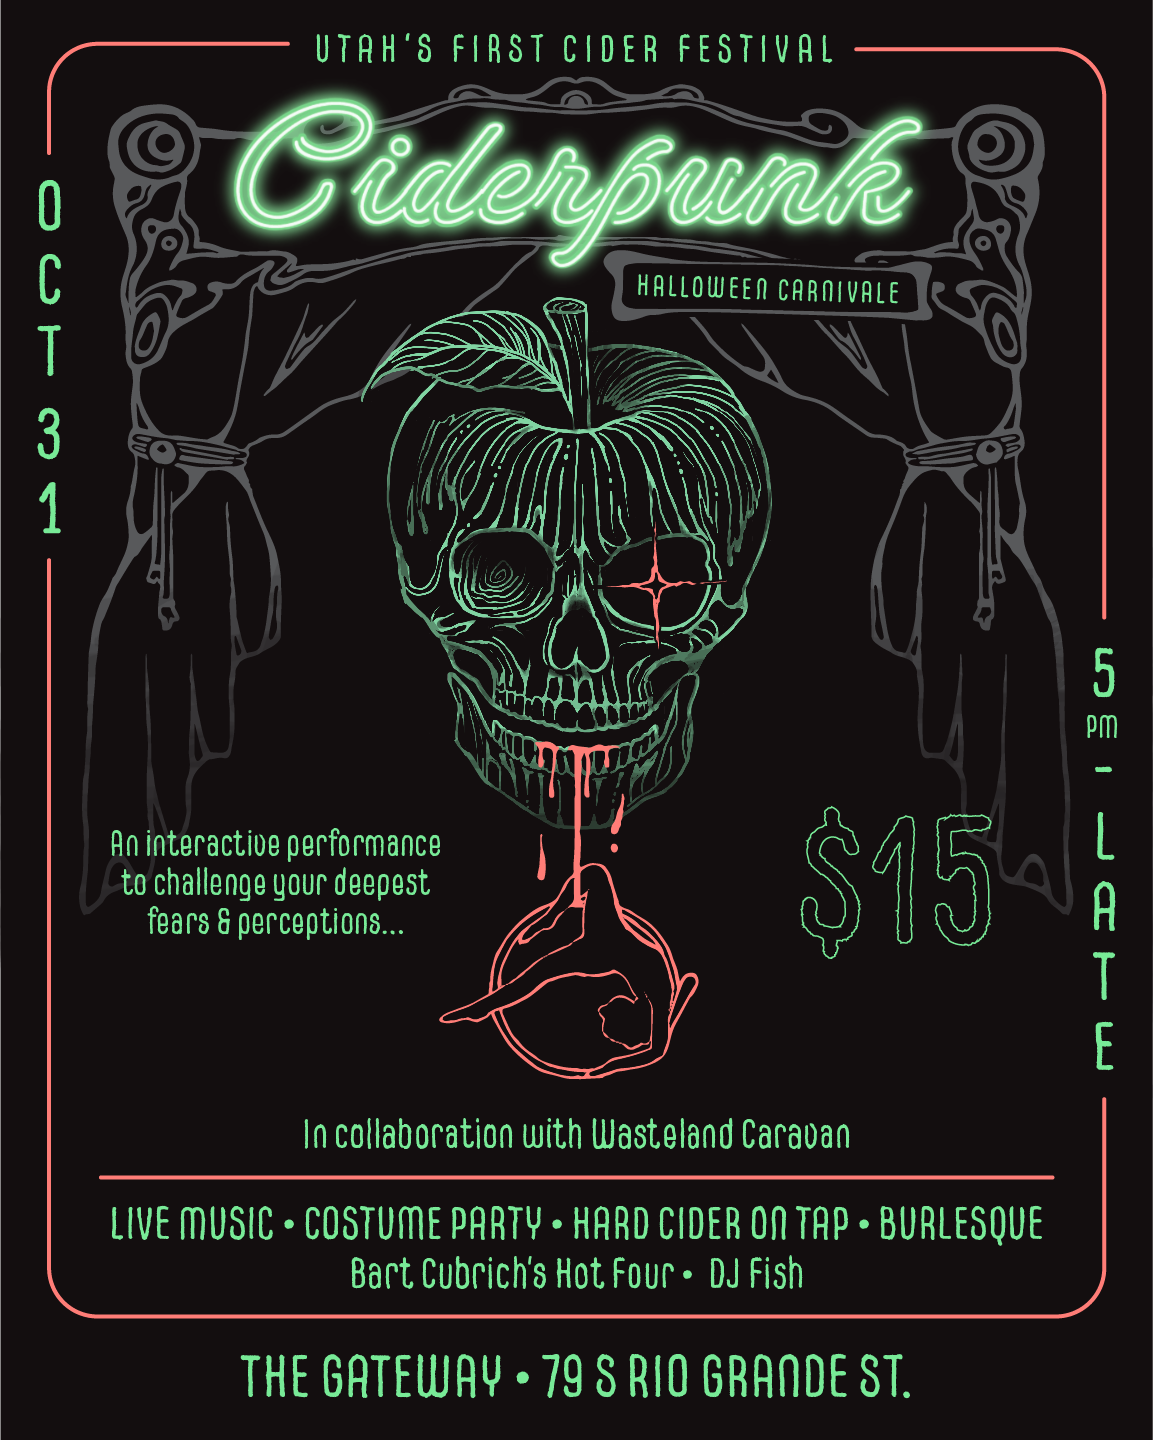 UTAH'S FIRST CIDER FESTIVAL
Ciderpunk
HALLOWEEN CARNIVALE
OCT 31
5 PM - LATE
An interactive performance
to challenge your deepest
fears & perceptions...
$15
In collaboration with Wasteland Caravan
LIVE MUSIC • COSTUME PARTY • HARD CIDER ON TAP • BURLESQUE
Bart Cubrich's Hot Four • DJ Fish
THE GATEWAY • 79 S RIO GRANDE ST.